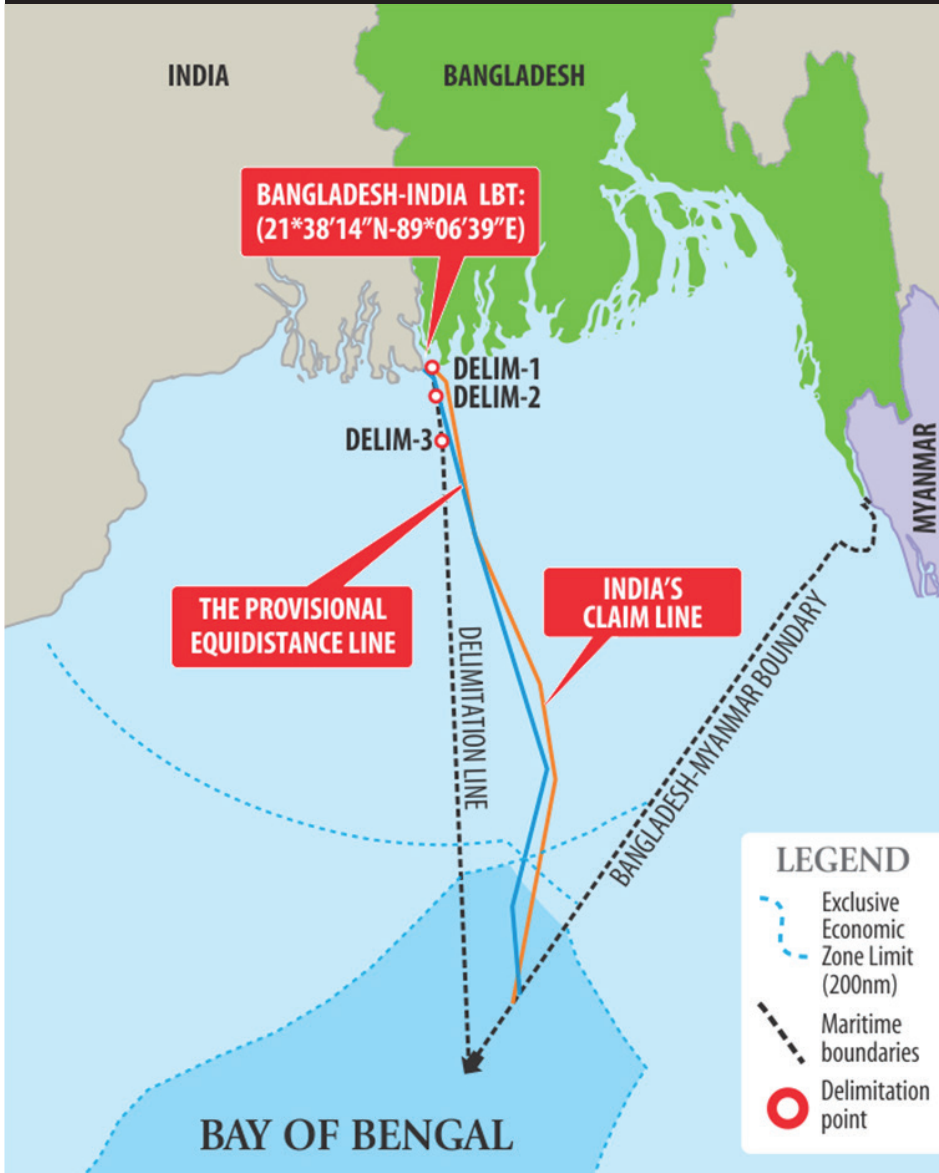 INDIA
BANGLADESH
BANGLADESH-INDIA LBT:
(21*38'14"N-89*06'39"E)
DELIM-1
DELIM-2
DELIM-3
MYANMAR
THE PROVISIONAL
EQUIDISTANCE LINE
INDIA'S
CLAIM LINE
DELIMITATION LINE
BANGLADESH-MYANMAR BOUNDARY
LEGEND
Exclusive
Economic
Zone Limit
(200nm)
Maritime
boundaries
Delimitation
point
BAY OF BENGAL